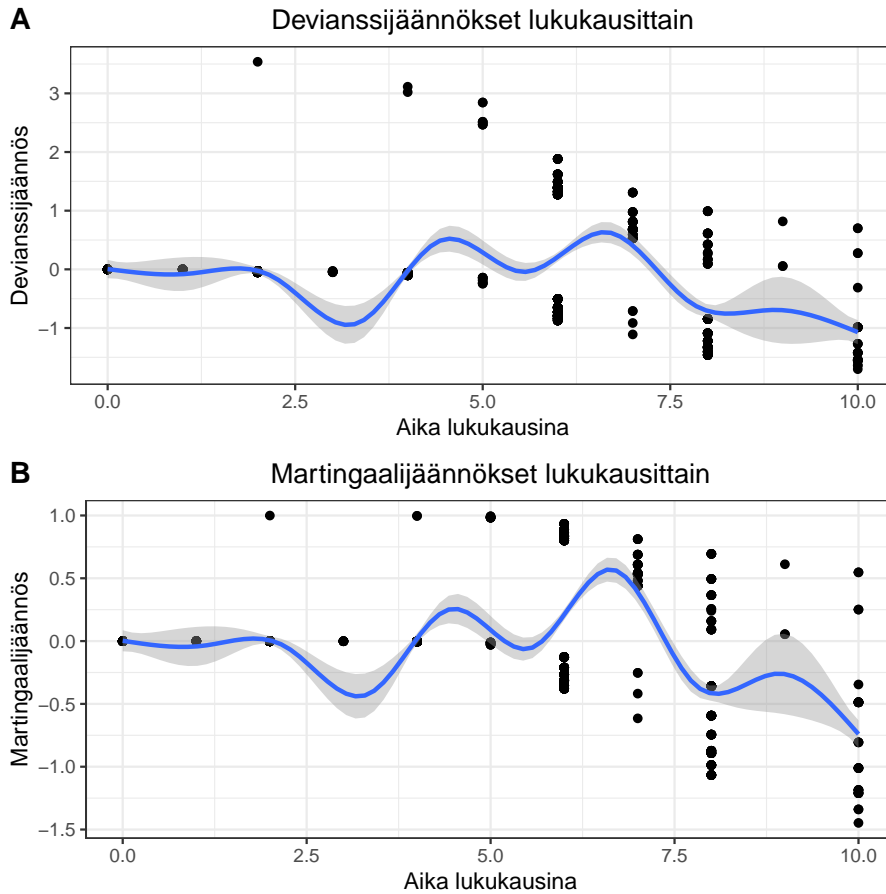 A
Devianssijäännökset lukukausittain
Devianssijäännös
3
2
1
0
−1
0.0 2.5 5.0 7.5 10.0
Aika lukukausina
B
Martingaalijäännökset lukukausittain
Martingaalijäännös
1.0
0.5
0.0
−0.5
−1.0
−1.5
0.0 2.5 5.0 7.5 10.0
Aika lukukausina